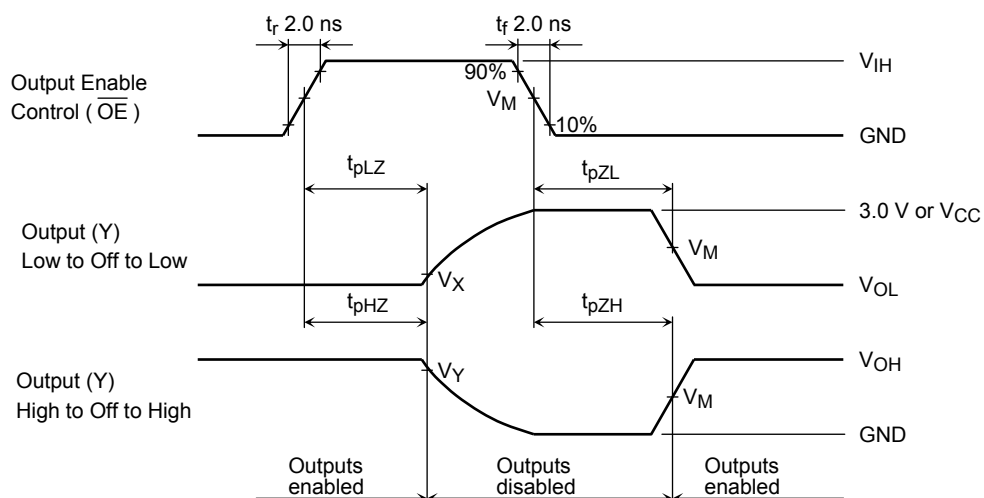 tr 2.0 ns
tf 2.0 ns
VIH
90%
Output Enable
Control ( OE )
VM
10%
GND
tpLZ
tpZL
3.0 V or VCC
Output (Y)
Low to Off to Low
VM
VX
VOL
tpHZ
tpZH
VOH
VY
Output (Y)
High to Off to High
VM
GND
Outputs
enabled
Outputs
disabled
Outputs
enabled